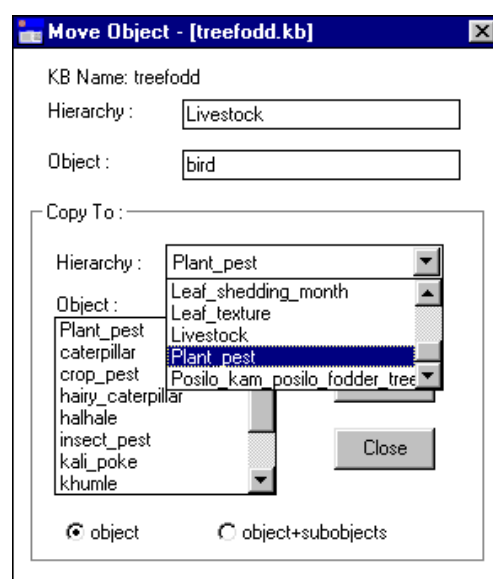 Move Object - [treefodd.kb]
KB Name: treefodd
Hierarchy : Livestock
Object : bird
Copy To :
Hierarchy : Plant_pest
Leaf_shedding_month
Leaf_texture
Livestock
Plant_pest
Posilo_kam_posilo_fodder_tree
Object :
Plant_pest
caterpillar
crop_pest
hairy_caterpillar
halhale
insect_pest
kali_poke
khumle
Close
object
object+subobjects